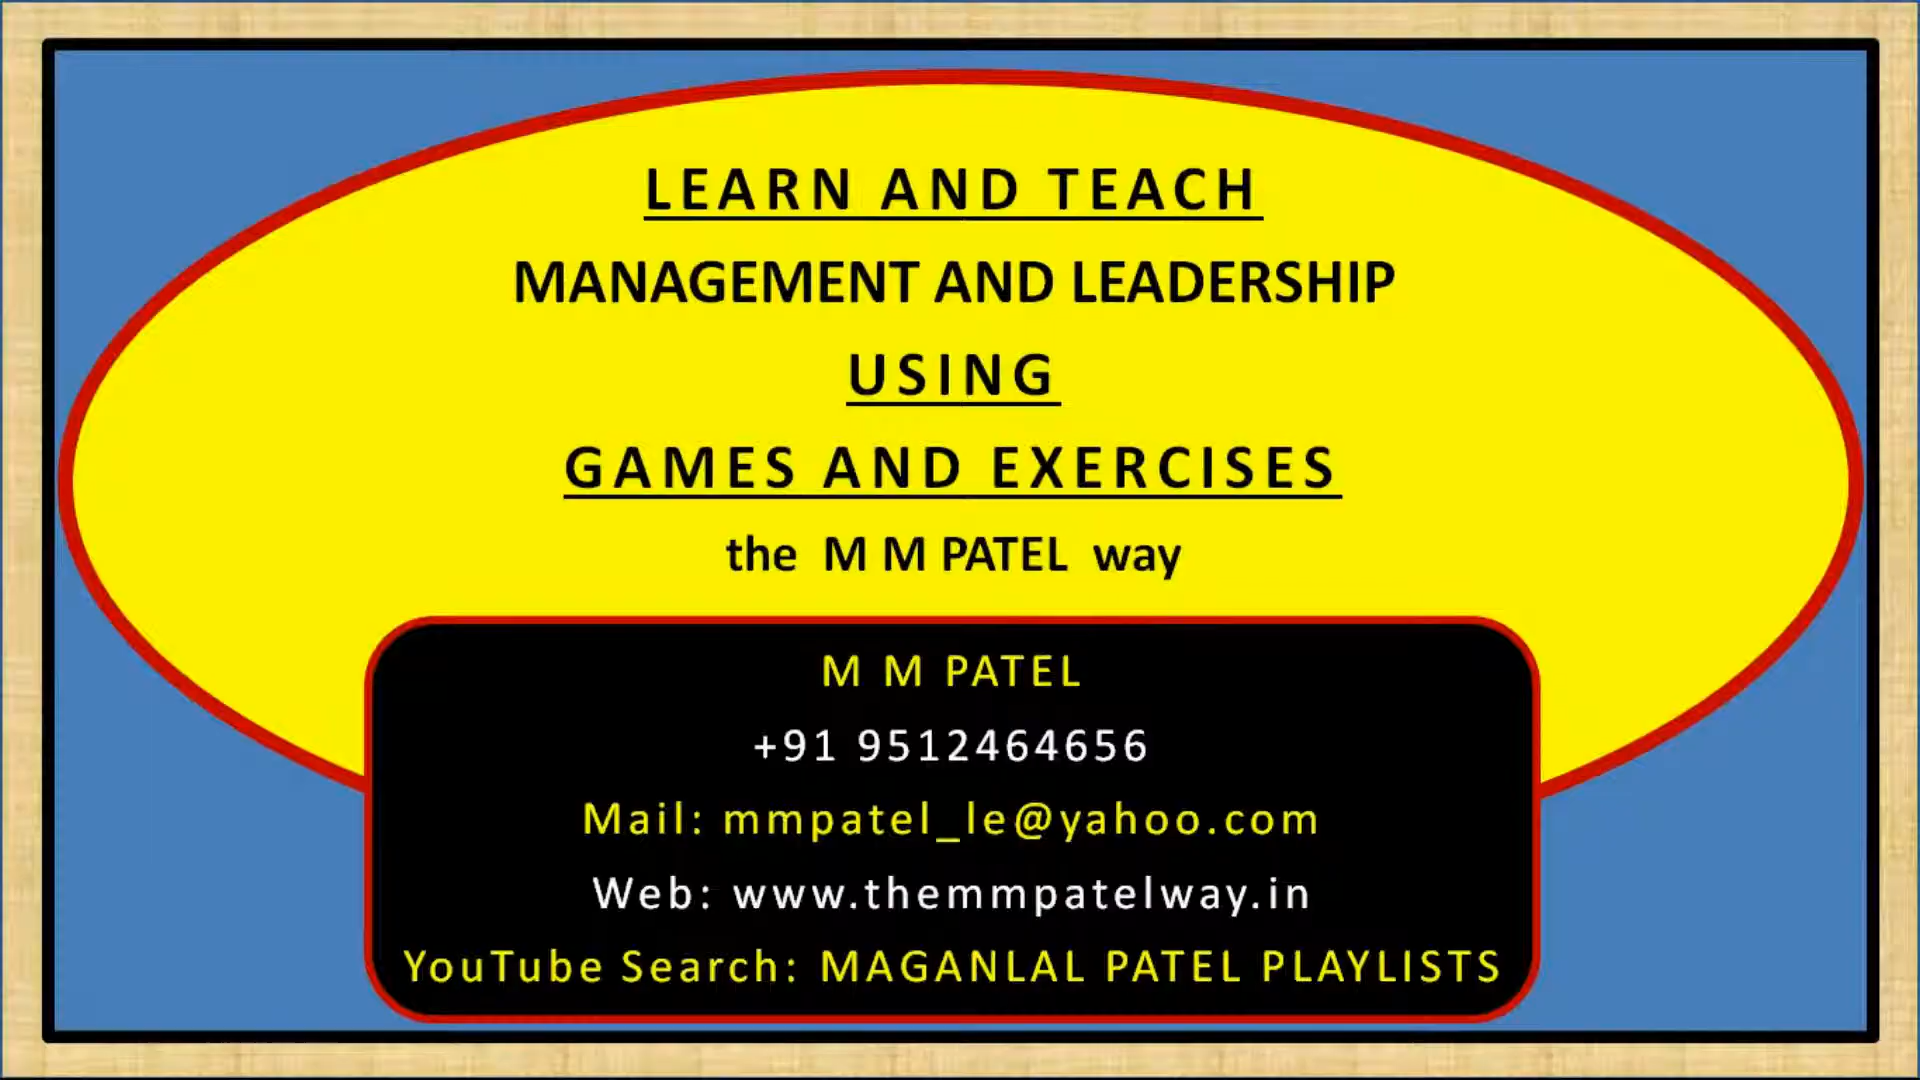 LEARN AND TEACH
MANAGEMENT AND LEADERSHIP
USING
GAMES AND EXERCISES
the M M PATEL way
M M PATEL
+91 9512464656
Mail: mmpatel_le@yahoo.com
Web: www.themmpatelway.in
YouTube Search: MAGANLAL PATEL PLAYLISTS